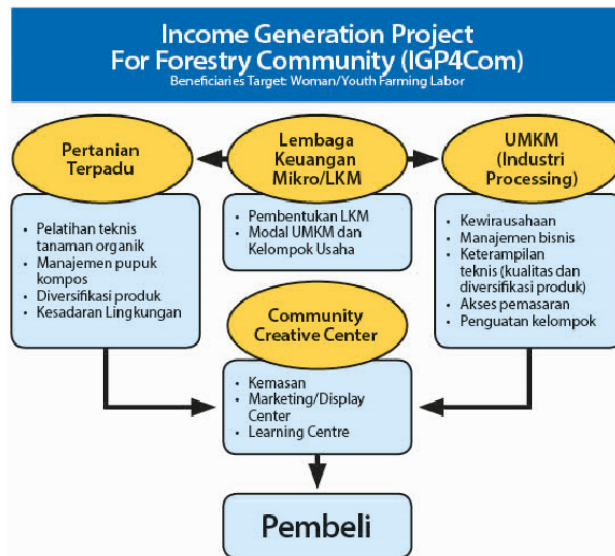 Income Generation Project
For Forestry Community (IGP4Com)
Beneficiaries Target: Woman/Youth Farming Labor
Pertanian
Terpadu
• Pelatihan teknis
tanaman organik
• Manajemen pupuk
kompos
• Diversifikasi produk
• Kesadaran Lingkungan
Lembaga
Keuangan
Mikro/LKM
• Pembentukan LKM
• Modal UMKM dan
Kelompok Usaha
UMKM
(Industri
Processing)
• Kewirausahaan
• Manajemen bisnis
• Keterampilan
teknis (kualitas dan
diversifikasi produk)
• Akses pemasaran
• Penguatan kelompok
Community
Creative Center
• Kemasan
• Marketing/Display
Center
• Learning Centre
Pembeli